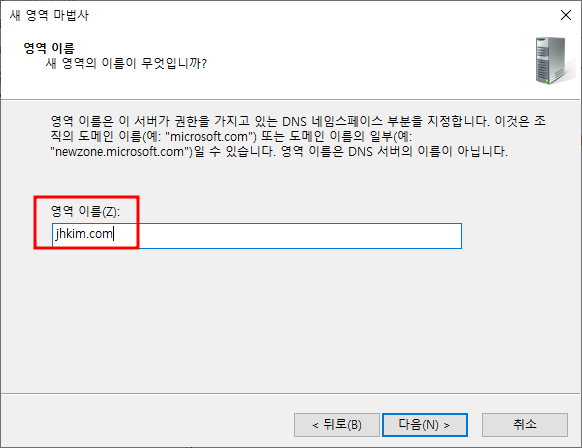 새 영역 마법사
영역 이름
새 영역의 이름이 무엇입니까?
영역 이름은 이 서버가 권한을 가지고 있는 DNS 네임스페이스 부분을 지정합니다. 이것은 조
직의 도메인 이름(예: "microsoft.com") 또는 도메인 이름의 일부(예:
"newzone.microsoft.com")일 수 있습니다. 영역 이름은 DNS 서버의 이름이 아닙니다.
영역 이름(Z):
jhkim.com
< 뒤로(B)
다음(N) >
취소